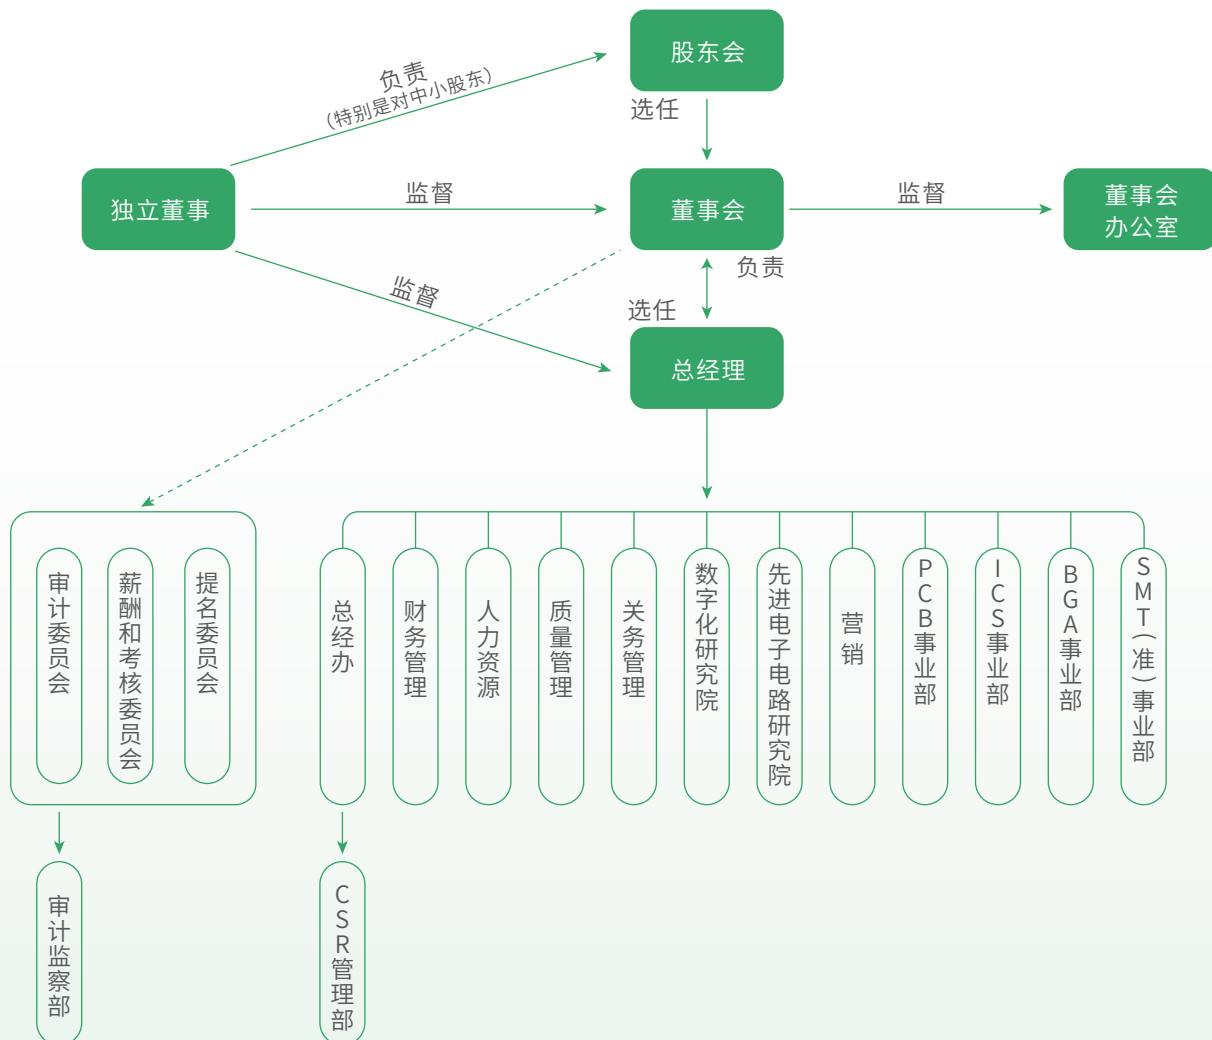 股东会
负责
（特别是对中小股东）
选任
独立董事
监督
董事会
监督
董事会
办公室
负责
监督
选任
总经理
审计委员会
薪酬和考核委员会
提名委员会
总经办
财务管理
人力资源
质量管理
关务管理
数字化研究院
先进电子电路研究院
营销
PCB事业部
ICS事业部
BGA事业部
SMT(准)事业部
审计监察部
CSR管理部